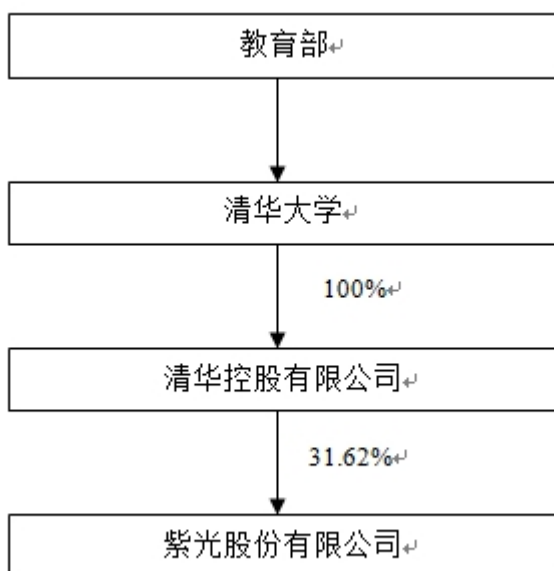 教育部
清华大学
100%
清华控股有限公司
31.62%
紫光股份有限公司